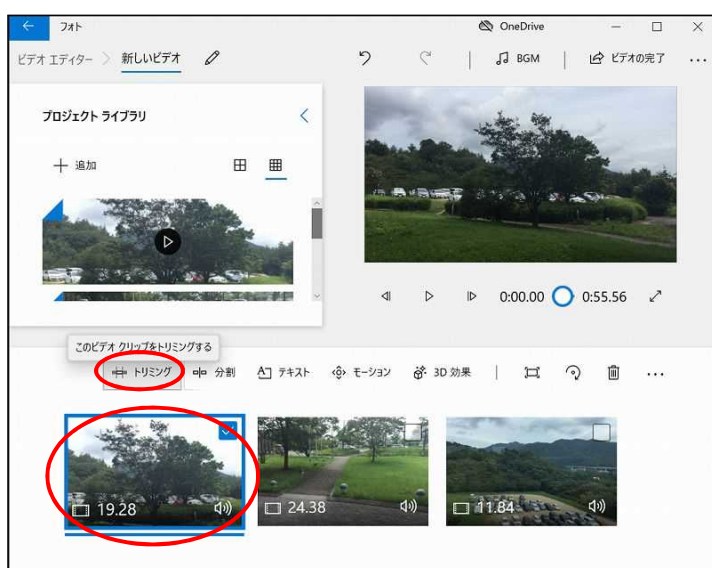 フォト
OneDrive
ビデオ エディター
新しいビデオ
BGM
ビデオの完了
プロジェクト ライブラリ
追加
0:00.00
0:55.56
このビデオ クリップをトリミングする
トリミング
分割
テキスト
モーション
3D 効果
19.28
24.38
11.84